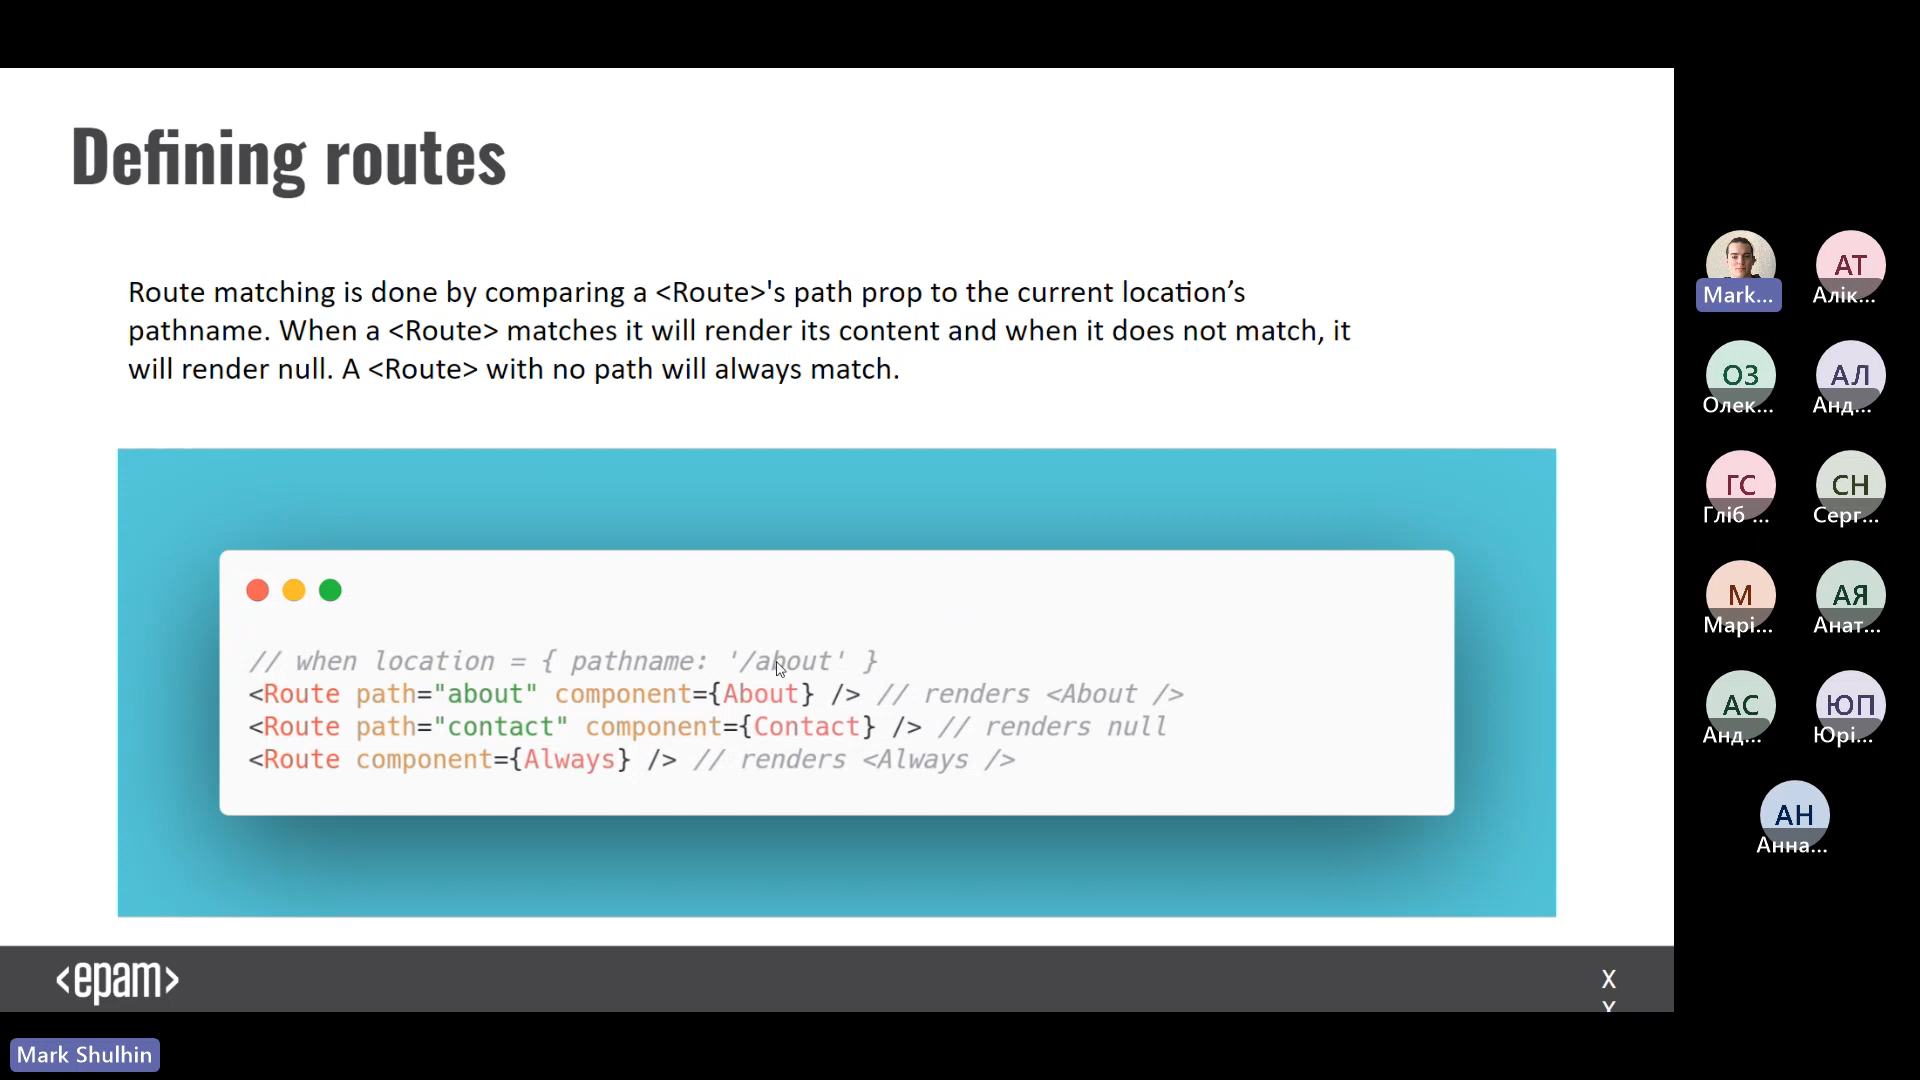 Defining routes
Route matching is done by comparing a <Route>'s path prop to the current location’s
pathname. When a <Route> matches it will render its content and when it does not match, it
will render null. A <Route> with no path will always match.
// when location = { pathname: '/about' }
<Route path="about" component={About} /> // renders <About />
<Route path="contact" component={Contact} /> // renders null
<Route component={Always} /> // renders <Always />
<epam>
X
Y
Mark Shulhin
Mark...
АТ
Алік...
ОЗ
Олек...
АЛ
Анд...
ГС
Гліб ...
СН
Серг...
М
Марі...
АЯ
Анат...
АС
Анд...
ЮП
Юрі...
АН
Анна...